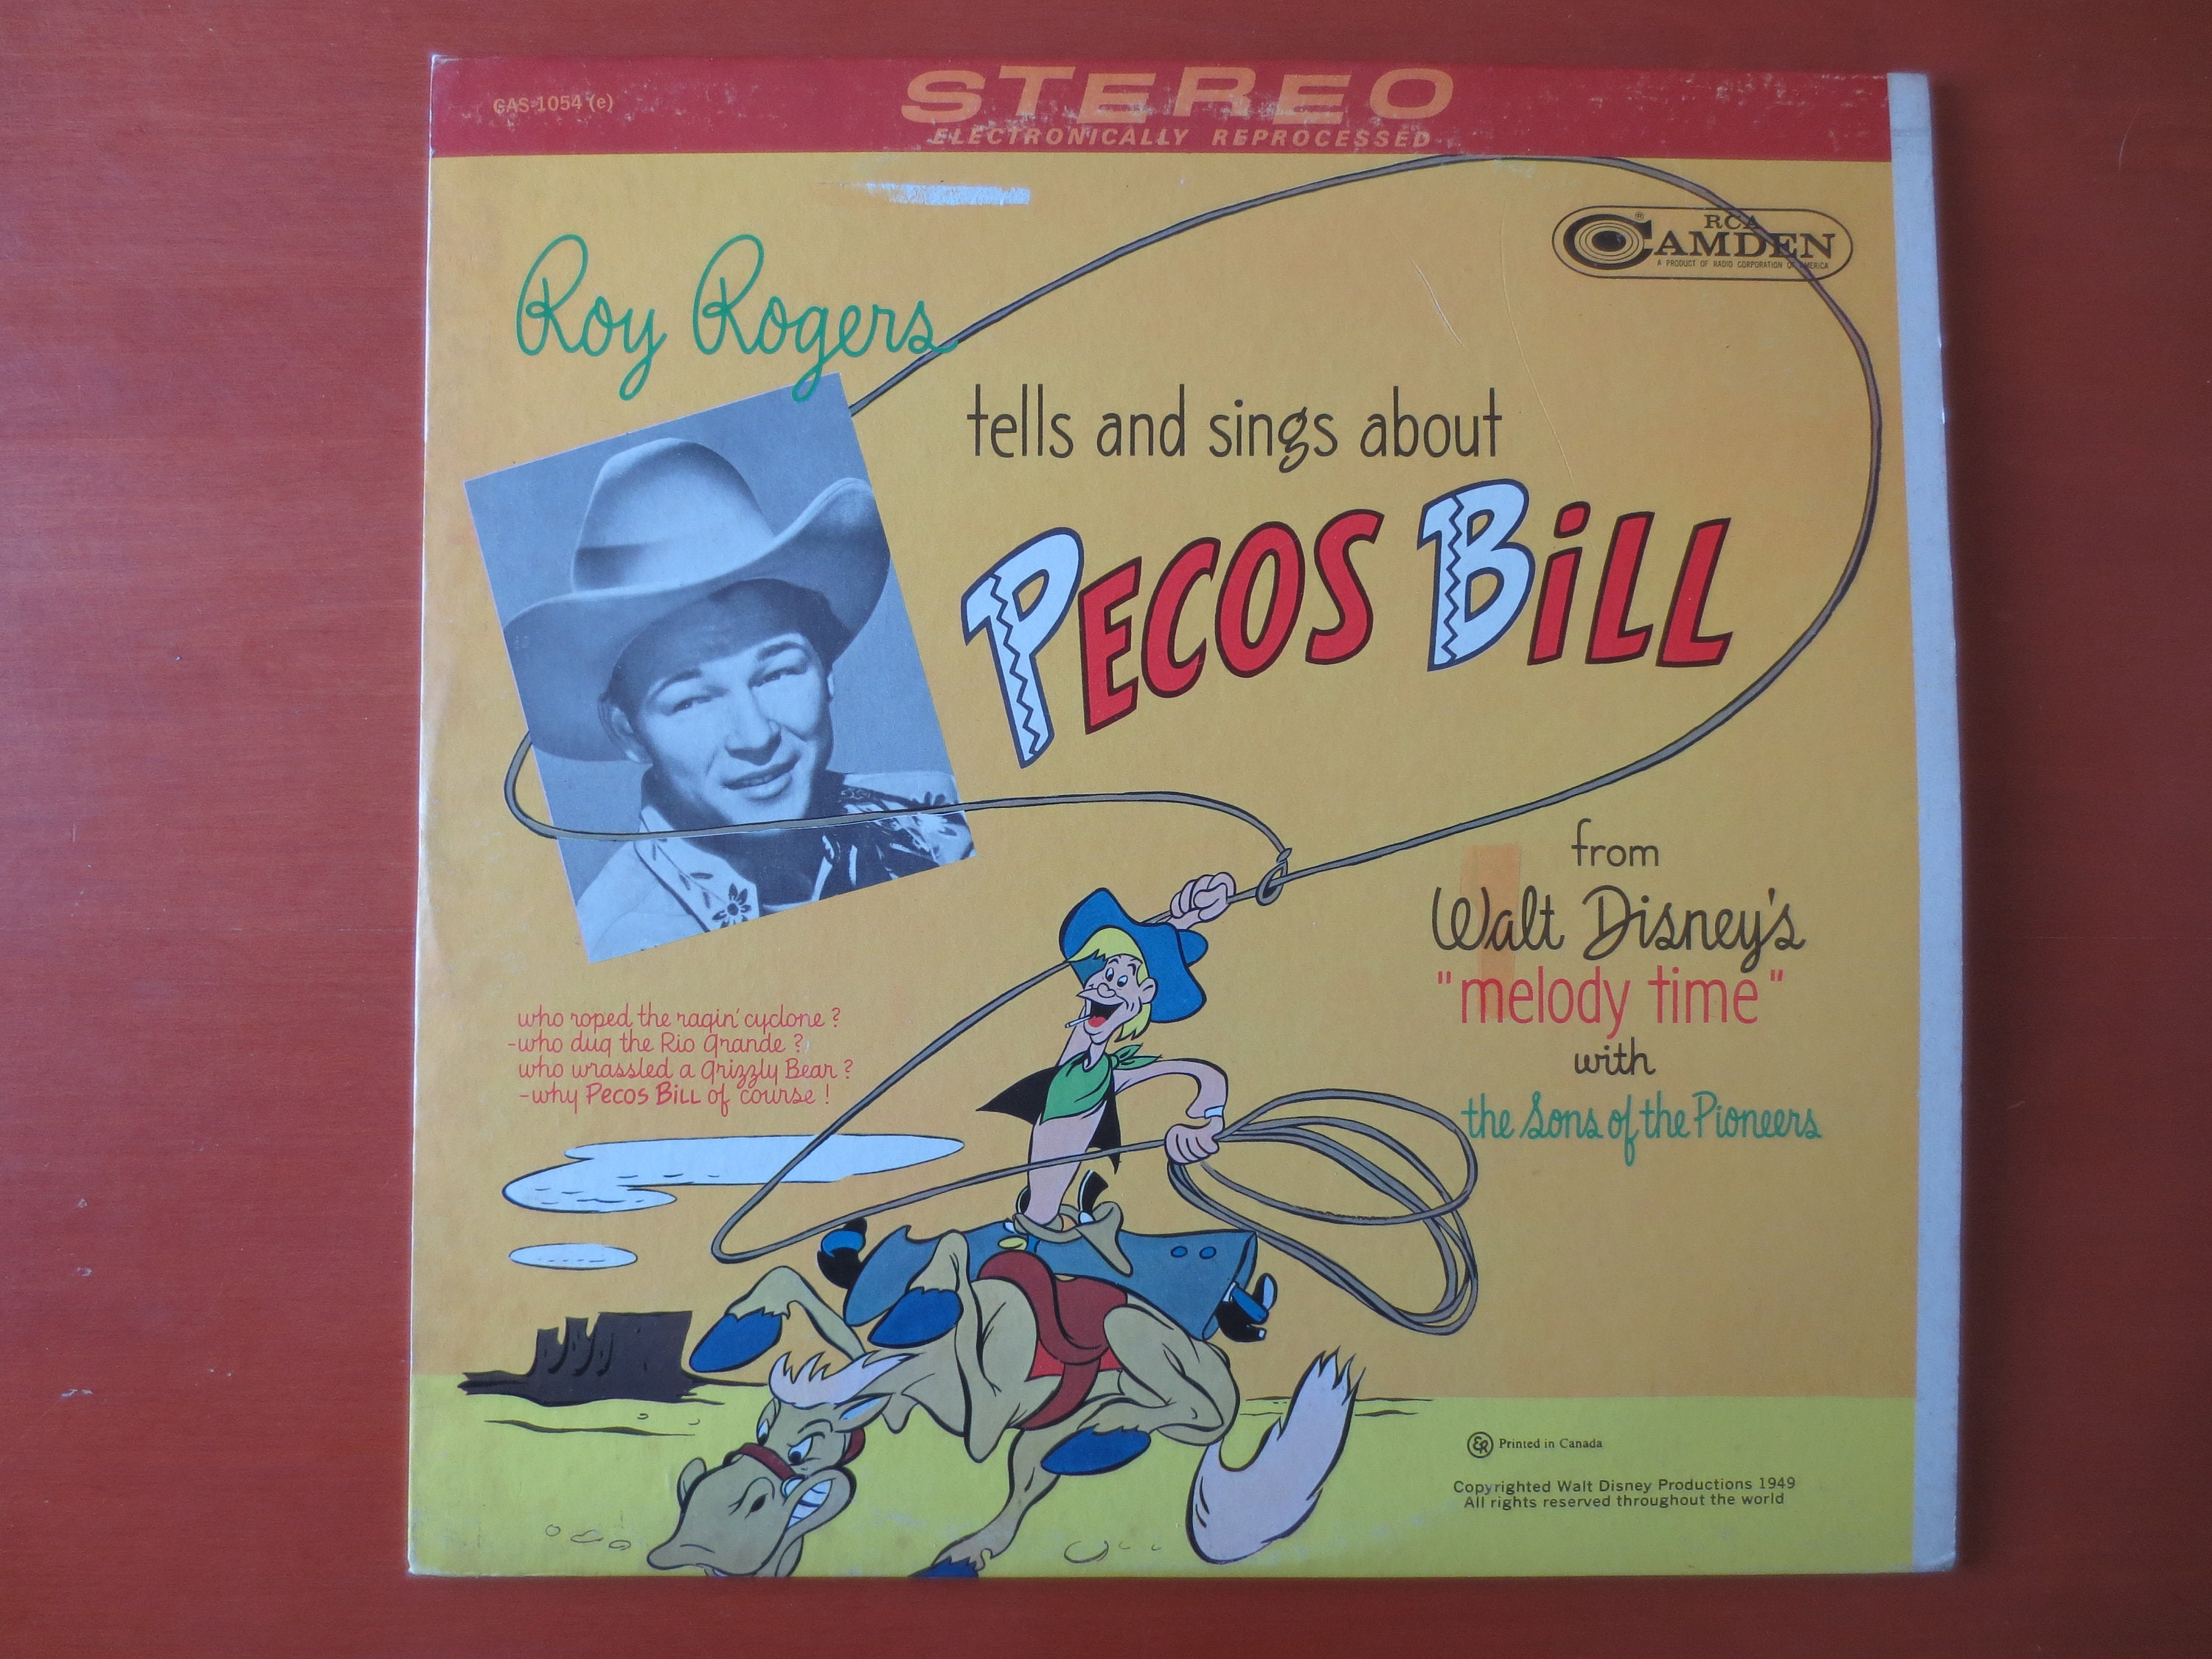 CAS-1054 (e)
STEREO
ELECTRONICALLY REPROCESSED
RCA
CAMDEN
A PRODUCT OF RADIO CORPORATION OF AMERICA
Roy Rogers
tells and sings about
PECOS BiLL
from
Walt Disney's
"melody time"
with
the Sons of the Pioneers
who roped the ragin' cyclone?
-who dug the Rio Grande?
who wrassled a Grizzly Bear?
-why PECOS BiLL of course!
Printed in Canada
Copyrighted Walt Disney Productions 1949
All rights reserved throughout the world